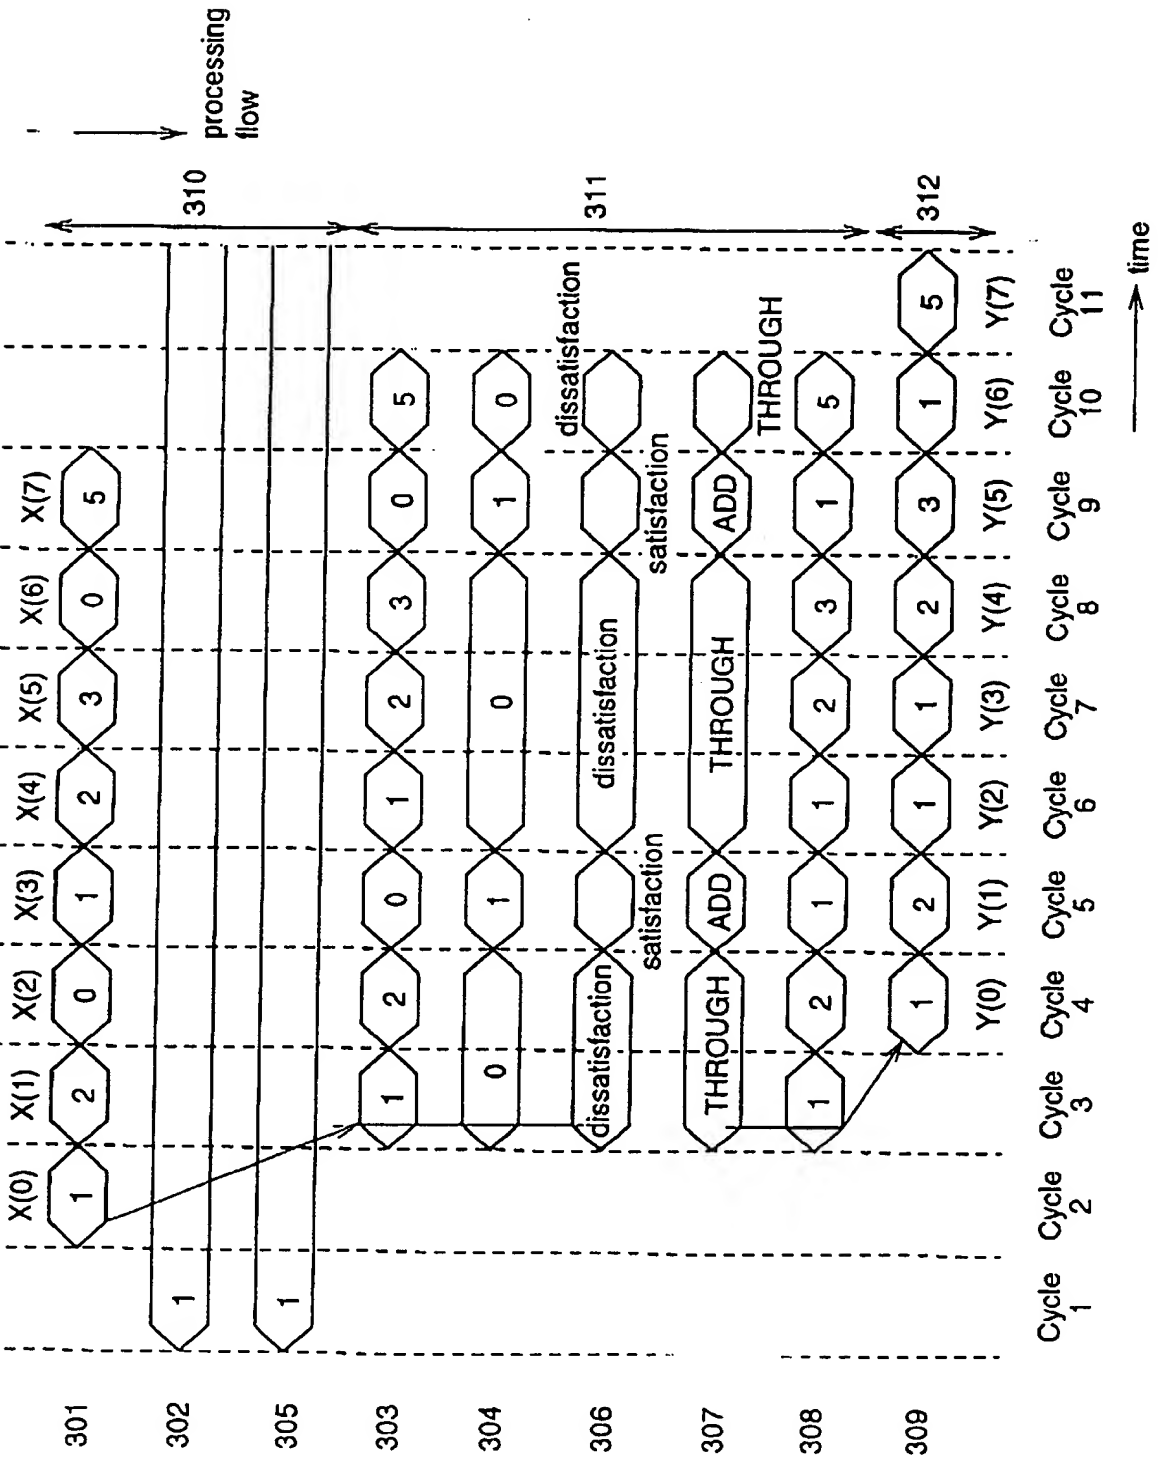 processing
flow
X(0) X(1) X(2) X(3) X(4) X(5) X(6) X(7)
301 1 2 0 1 2 3 0 5
302 1
305 1
310
303 1 2 0 1 2 3 0 5
304 0 1 0 1 0
306 dissatisfaction satisfaction dissatisfaction satisfaction dissatisfaction
311
307 THROUGH ADD THROUGH ADD THROUGH
308 1 2 1 1 2 3 1 5
309 1 2 1 1 2 3 1 5
312
Y(0) Y(1) Y(2) Y(3) Y(4) Y(5) Y(6) Y(7)
Cycle Cycle Cycle Cycle Cycle Cycle Cycle Cycle Cycle Cycle Cycle
1 2 3 4 5 6 7 8 9 10 11
time